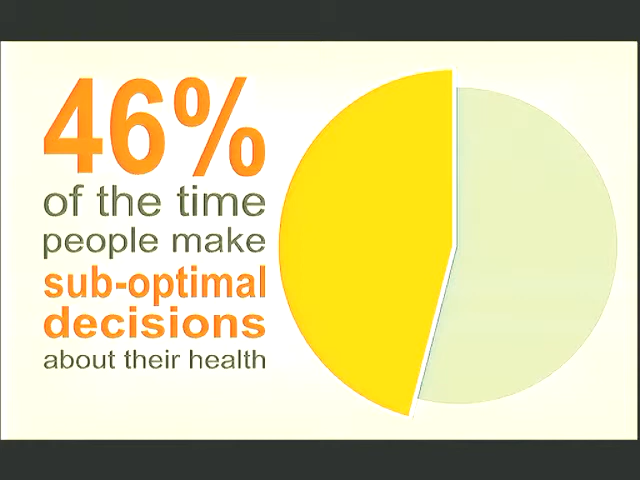 46%
of the time
people make
sub-optimal
decisions
about their health